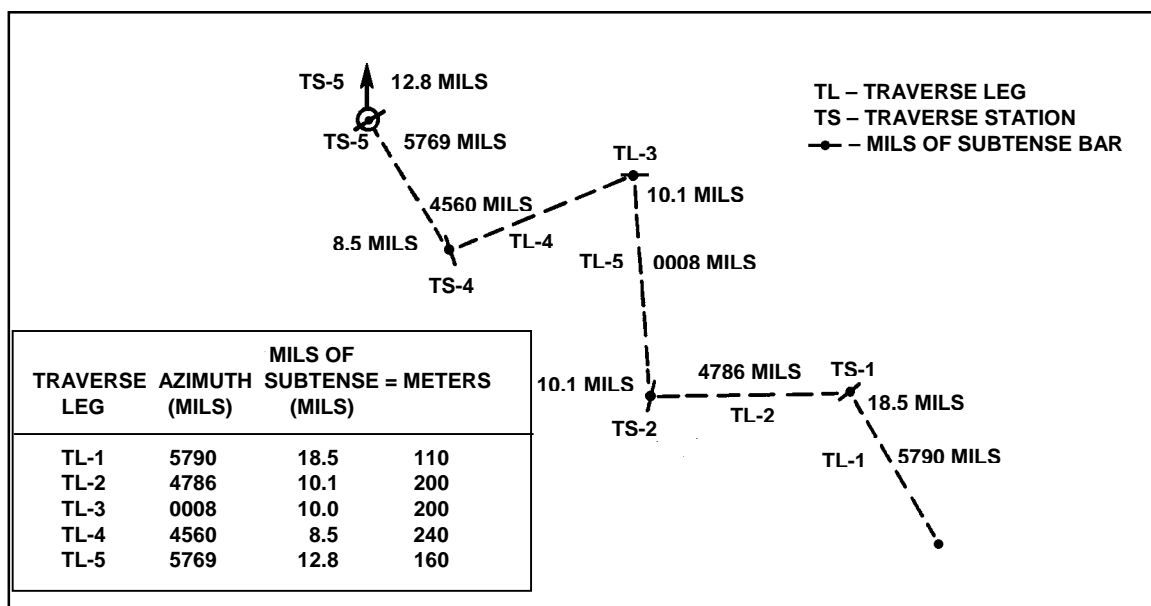 TS-5 12.8 MILS
TS-5
5769 MILS
TL – TRAVERSE LEG
TS – TRAVERSE STATION
– MILS OF SUBTENSE BAR
TL-3
10.1 MILS
4560 MILS
TL-4
8.5 MILS
TS-4
TL-5 0008 MILS
10.1 MILS
TS-2
4786 MILS
TL-2
TS-1
18.5 MILS
TL-1
5790 MILS
MILS OF
TRAVERSE AZIMUTH SUBTENSE = METERS
LEG (MILS) (MILS)
TL-1 5790 18.5 110
TL-2 4786 10.1 200
TL-3 0008 10.0 200
TL-4 4560 8.5 240
TL-5 5769 12.8 160